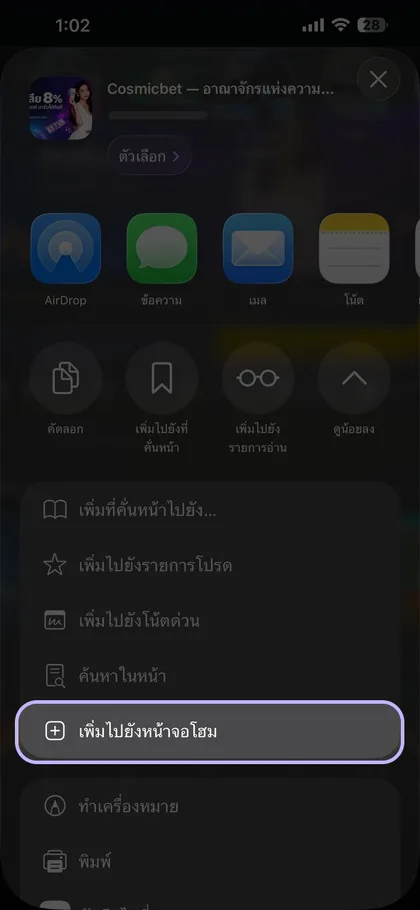 1:02
28
Cosmicbet — อาณาจักรแห่งความ...
สีย 8%
ตัวเลือก
AirDrop
ข้อความ
เมล
โน้ต
คัดลอก
เพิ่มไปยังที่
คั่นหน้า
เพิ่มไปยัง
รายการอ่าน
ดูน้อยลง
เพิ่มที่คั่นหน้าไปยัง...
เพิ่มไปยังรายการโปรด
เพิ่มไปยังโน้ตด่วน
ค้นหาในหน้า
เพิ่มไปยังหน้าจอโฮม
ทำเครื่องหมาย
พิมพ์